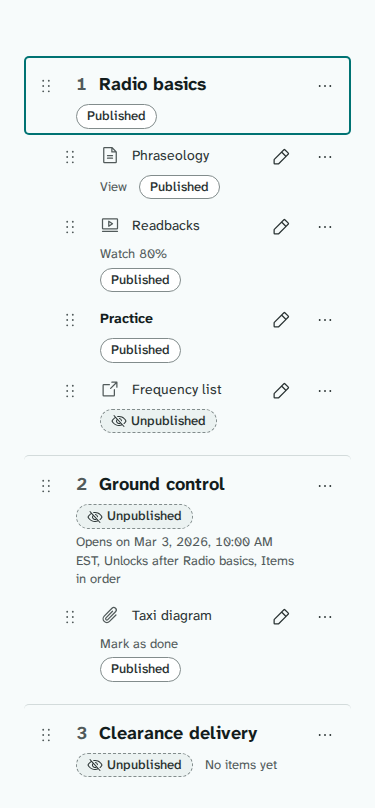 1 Radio basics
Published
Phraseology
View Published
Readbacks
Watch 80%
Published
Practice
Published
Frequency list
Unpublished
2 Ground control
Unpublished
Opens on Mar 3, 2026, 10:00 AM
EST, Unlocks after Radio basics, Items
in order
Taxi diagram
Mark as done
Published
3 Clearance delivery
Unpublished No items yet